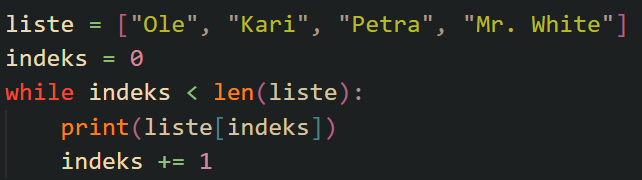 liste = ["Ole", "Kari", "Petra", "Mr. White"]
indeks = 0
while indeks < len(liste):
    print(liste[indeks])
    indeks += 1